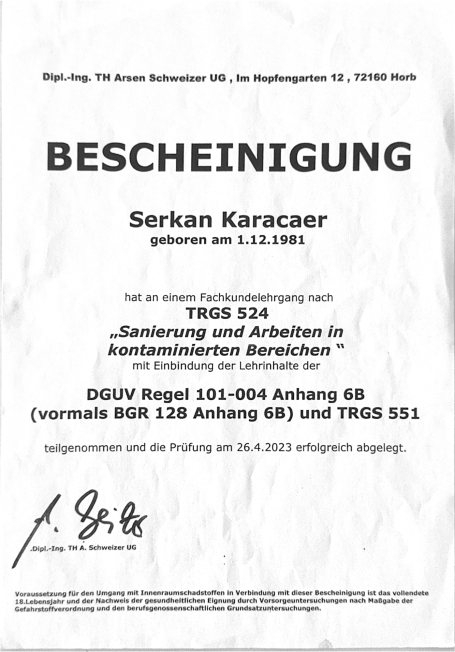 Dipl.-Ing. TH Arsen Schweizer UG , Im Hopfengarten 12 , 72160 Horb
BESCHEINIGUNG
Serkan Karacaer
geboren am 1.12.1981
hat an einem Fachkundelehrgang nach
TRGS 524
„Sanierung und Arbeiten in
kontaminierten Bereichen “
mit Einbindung der Lehrinhalte der
DGUV Regel 101-004 Anhang 6B
(vormals BGR 128 Anhang 6B) und TRGS 551
teilgenommen und die Prüfung am 26.4.2023 erfolgreich abgelegt.
.Dipl.-Ing. TH A. Schweizer UG
Voraussetzung für den Umgang mit Innenraumschadstoffen in Verbindung mit dieser Bescheinigung ist das vollendete
18.Lebensjahr und der Nachweis der gesundheitlichen Eignung durch Vorsorgeuntersuchungen nach Maßgabe der
Gefahrstoffverordnung und den berufsgenossenschaftlichen Grundsatzuntersuchungen.